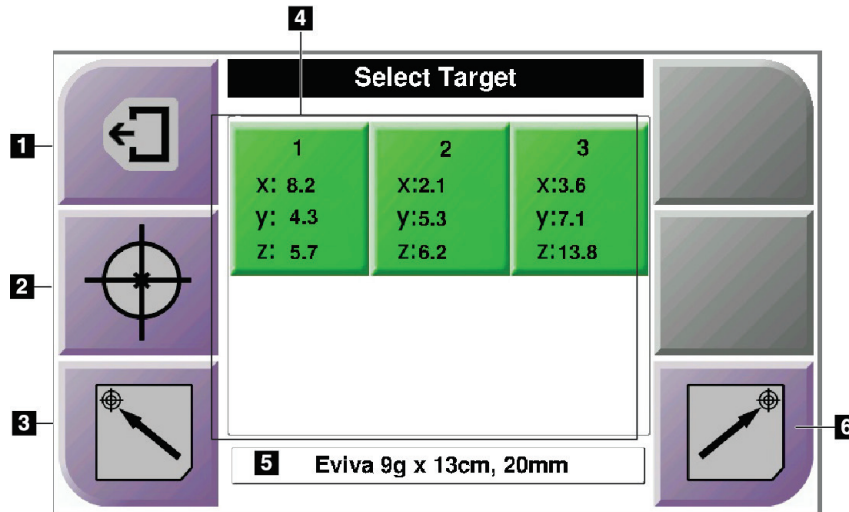 4
Select Target
1
1 2 3
x: 8.2 x:2.1 x:3.6
y: 4.3 y:5.3 y:7.1
z: 5.7 z:6.2 z:13.8
2
3
6
5 Eviva 9g x 13cm, 20mm